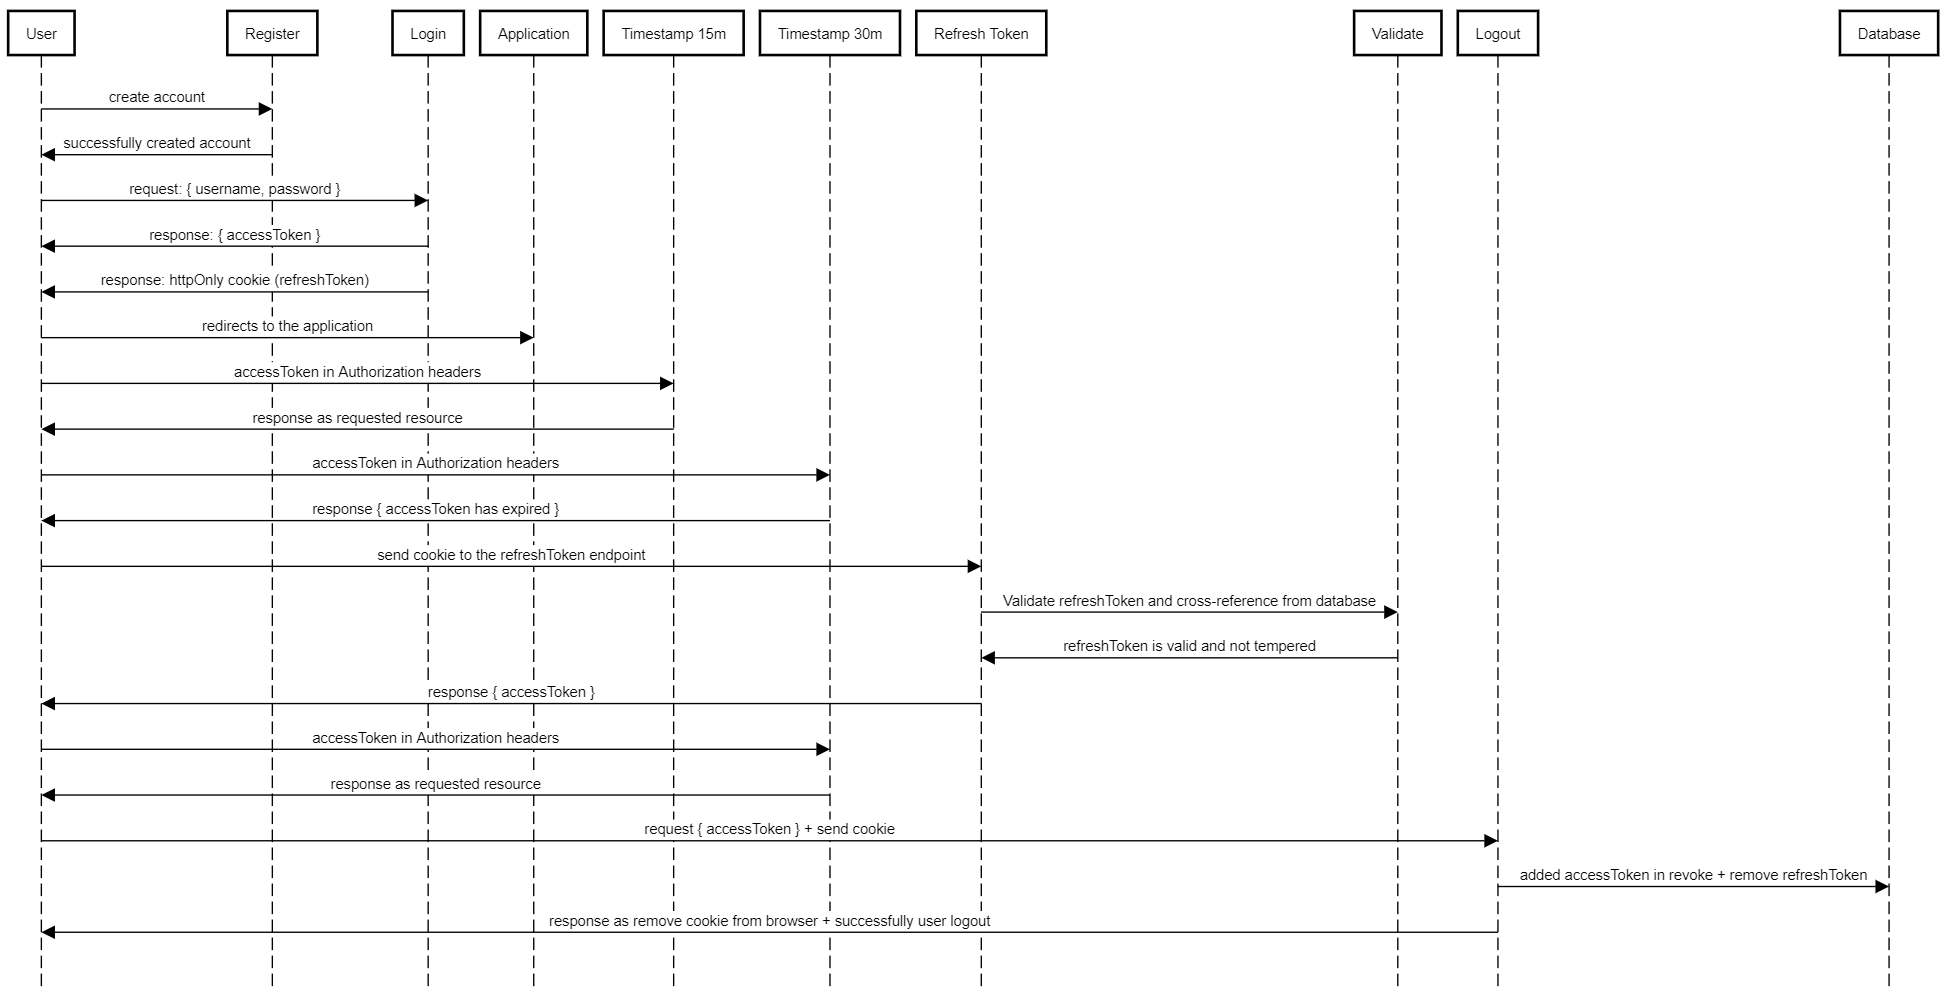 User
Register
Login
Application
Timestamp 15m
Timestamp 30m
Refresh Token
Validate
Logout
Database
create account
successfully created account
request: { username, password }
response: { accessToken }
response: httpOnly cookie (refreshToken)
redirects to the application
accessToken in Authorization headers
response as requested resource
accessToken in Authorization headers
response { accessToken has expired }
send cookie to the refreshToken endpoint
Validate refreshToken and cross-reference from database
refreshToken is valid and not tempered
response { accessToken }
accessToken in Authorization headers
response as requested resource
request { accessToken } + send cookie
added accessToken in revoke + remove refreshToken
response as remove cookie from browser + successfully user logout